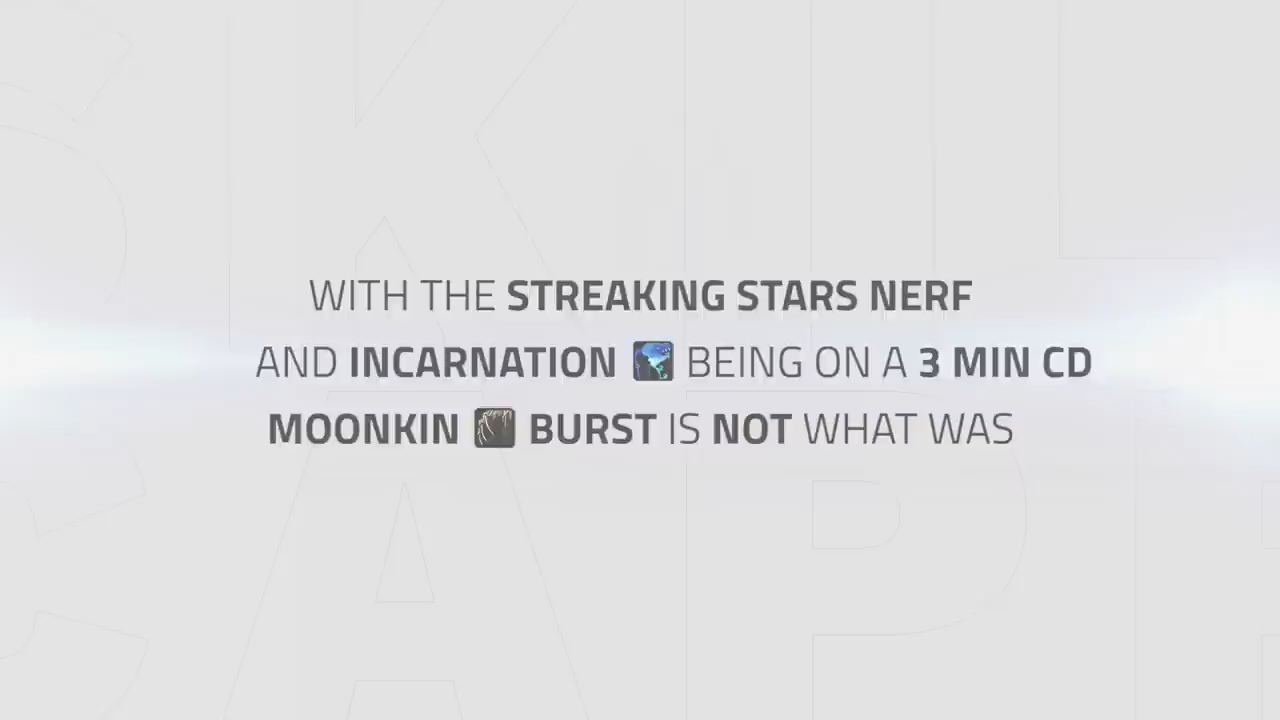 WITH THE STREAKING STARS NERF
AND INCARNATION BEING ON A 3 MIN CD
MOONKIN BURST IS NOT WHAT WAS